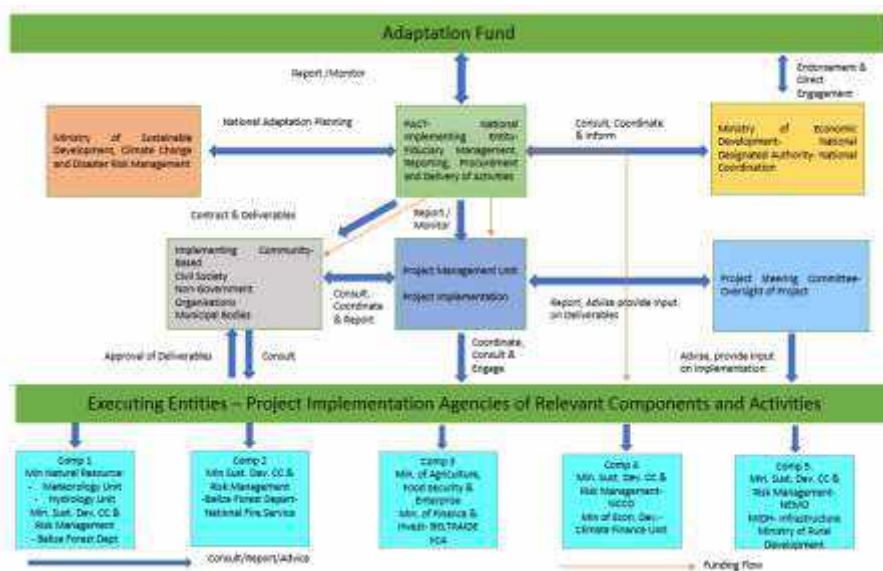 Adaptation Fund
Report /Monitor
Endorsement &
Direct
Engagement
National Adaptation Planning
Consult, Coordinate
& Inform
Ministry of Sustainable
Development, Climate Change
and Disaster Risk Management
PACT- National
Implementing Entity-
Fiduciary Management,
Reporting, Procurement
and Delivery of activities
Ministry of Economic
Development- National
Designated Authority- National
Coordination
Contract & Deliverables
Report /
Monitor
Implementing Community-
Based
Civil Society
Non-Government
Organisations
Municipal Bodies
Consult,
Coordinate
& Report
Project Management Unit
Project Implementation
Report, Advise provide input
on Deliverables
Project Steering Committee-
Oversight of Project
Approval of Deliverables
Consult
Coordinate,
Consult &
Engage
Advise, provide input
on implementation
Executing Entities – Project Implementation Agencies of Relevant Components and Activities
Comp 1
Min Natural Resource
- Meteorology Unit
- Hydrology Unit
Min. Sust. Dev. CC &
Risk Management
- Belize Forest Dept
Comp 2
Min Sust. Dev. CC &
Risk Management
-Belize Forest Depart-
National Fire Service
Comp 3
Min. of Agriculture,
Food Security &
Enterprise
Min. of Finance &
Invest- BELTRAIDE
Comp 4
Min. Sust. Dev. CC &
Risk Management-
NCCO
Min of Econ. Dev.-
Climate Finance Unit
Comp 5
Min. Sust. Dev. CC &
Risk Management-
NEMO
MIDH- Infrastructure
Ministry of Rural
Development
Consult/Report/Advice
Funding Flow